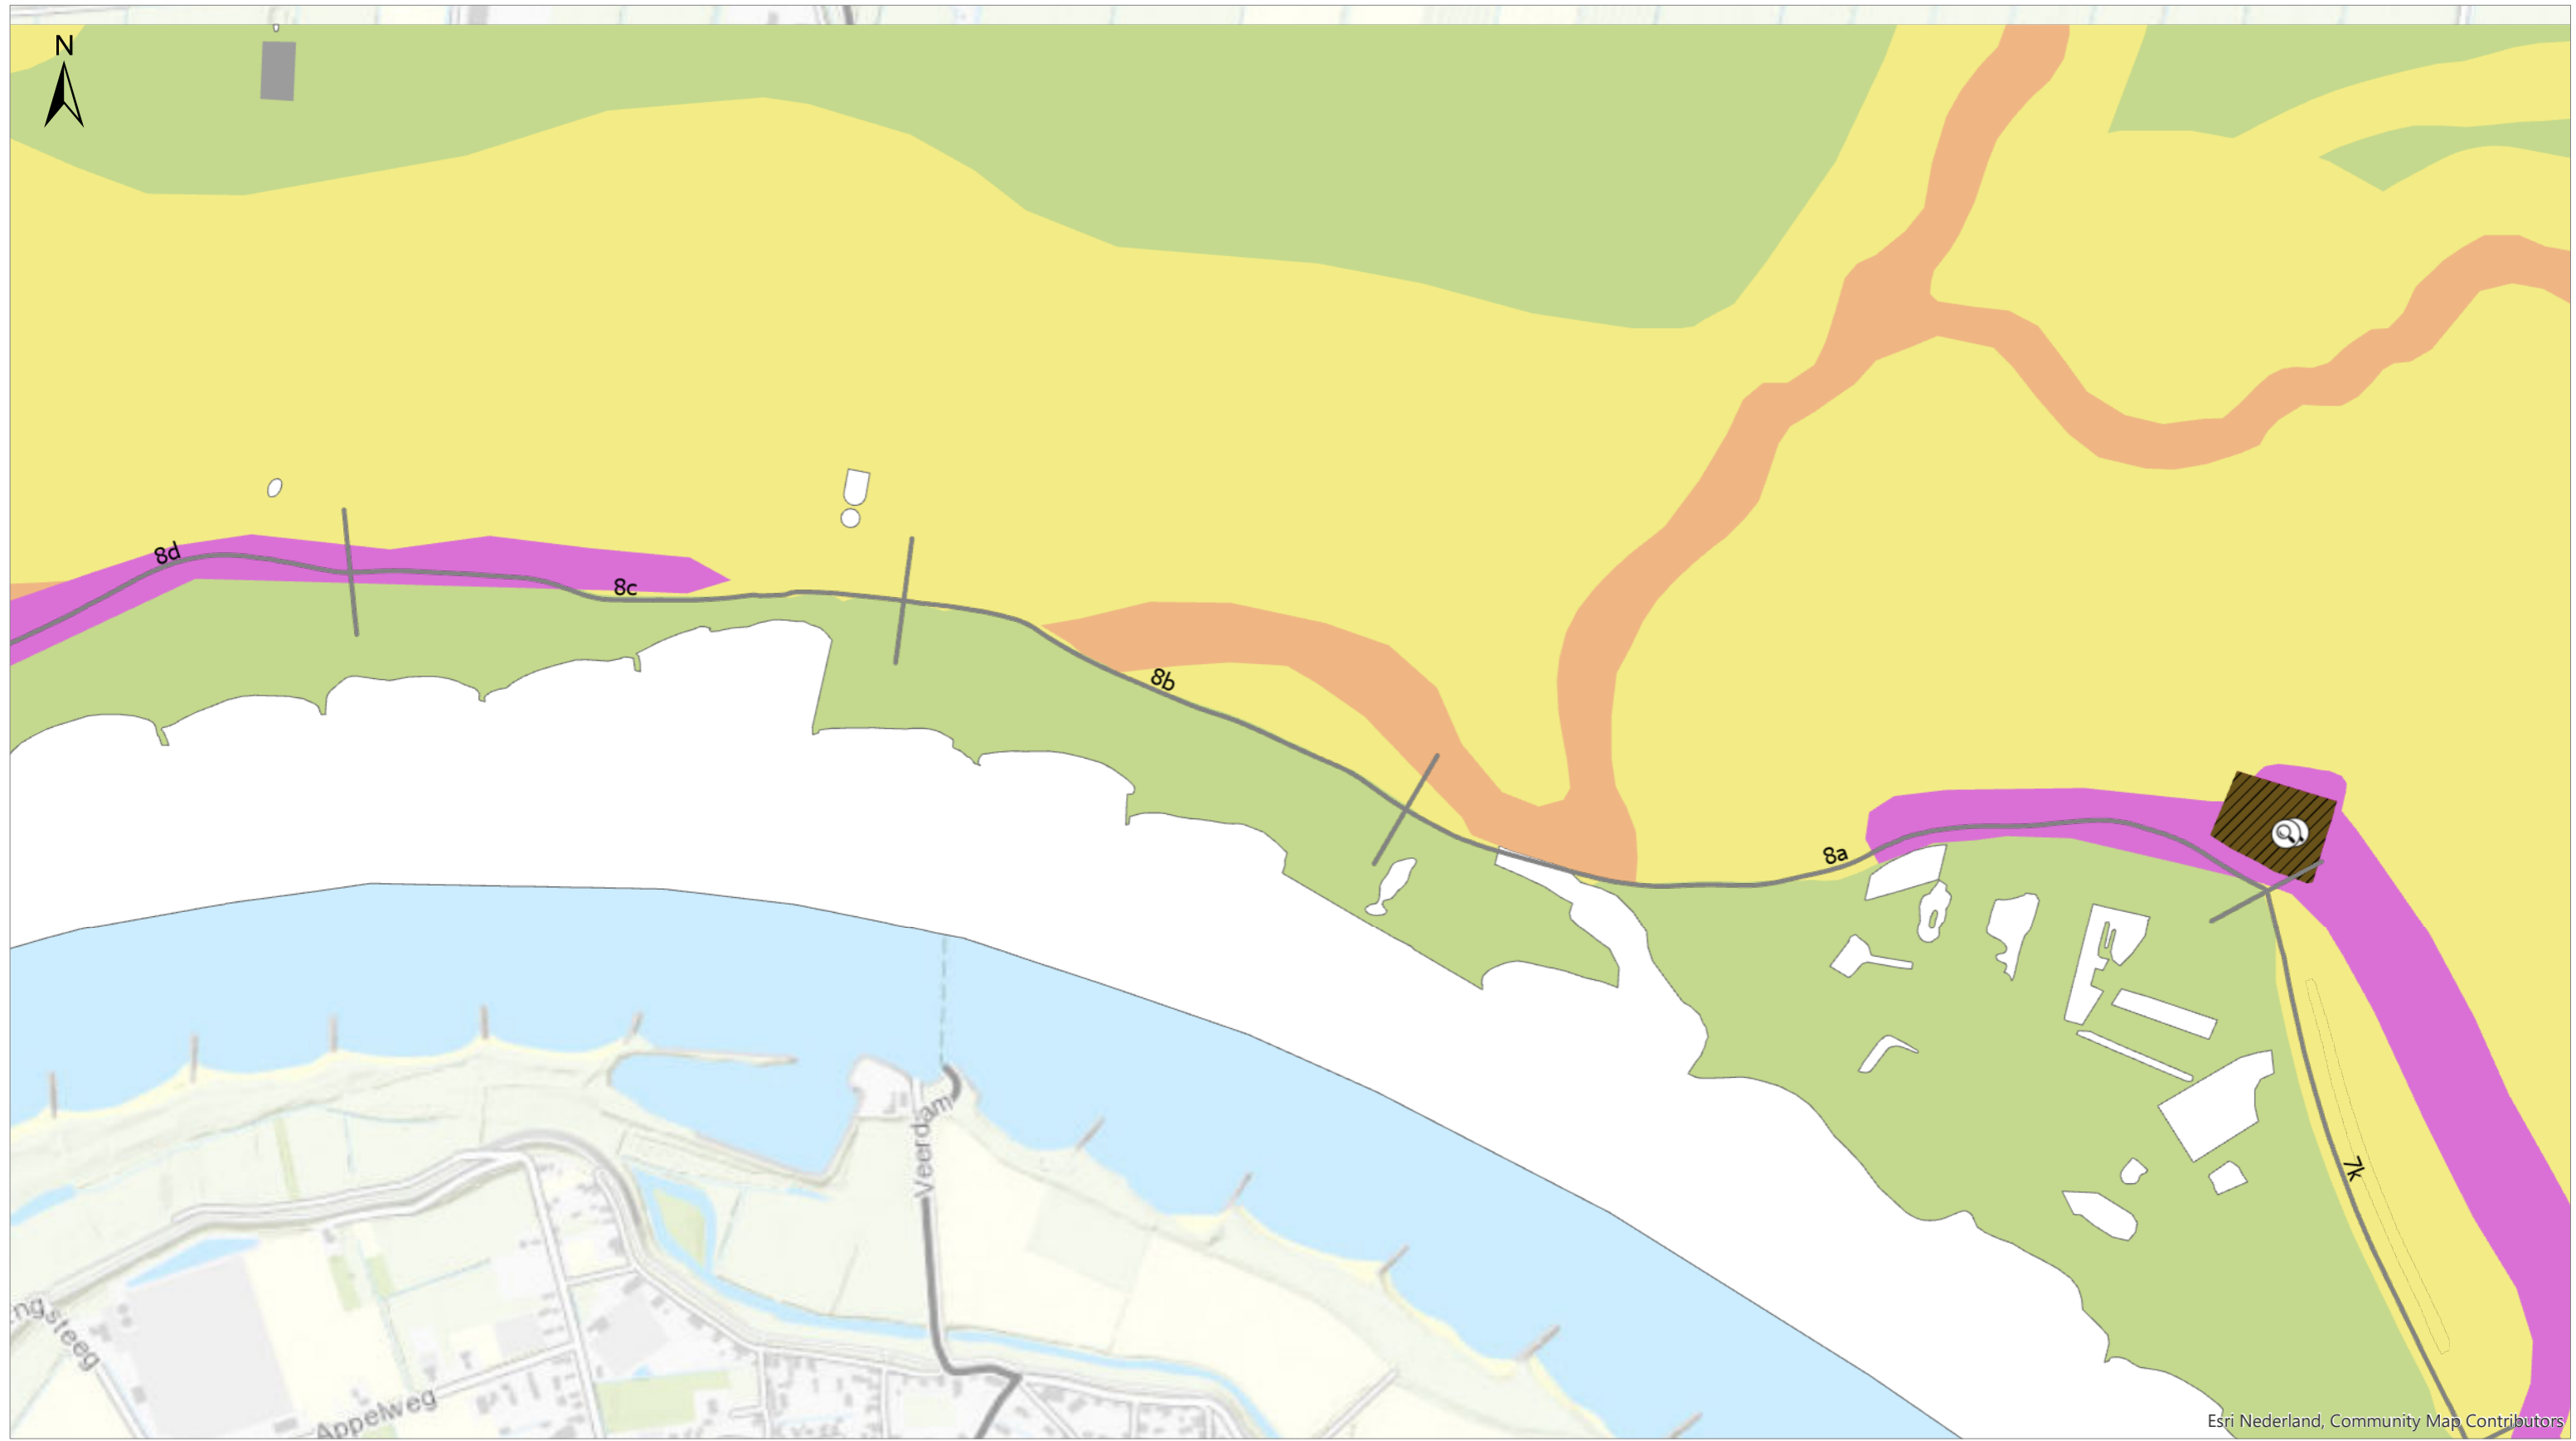 N
8d
8c
8b
8a
7k
Veerdam
ngsteeg
Appelweg
Esri Nederland, Community Map Contributors